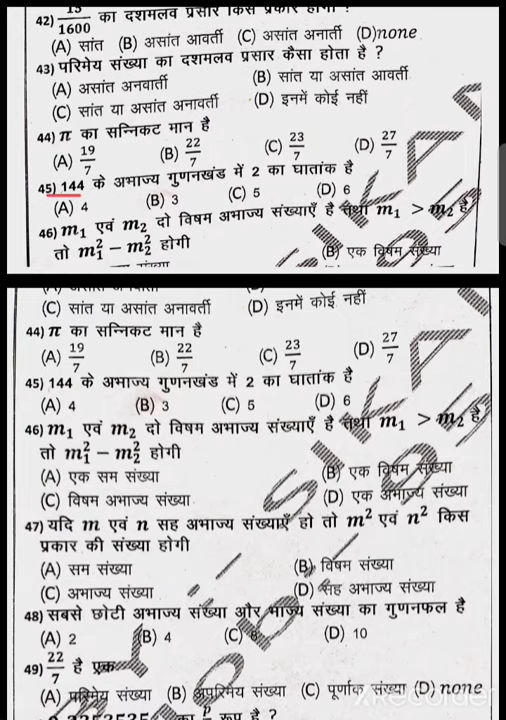 42) 15/1600 का दशमलव प्रसार किस प्रकार होगा ?
(A) सांत (B) असांत आवर्ती (C) असांत अनार्ती (D) none
43) परिमेय संख्या का दशमलव प्रसार कैसा होता है ?
(A) असांत अनवार्ती (B) सांत या असांत आवर्ती
(C) सांत या असांत अनावर्ती (D) इनमें कोई नहीं
44) π का सन्निकट मान है
(A) 19/7 (B) 22/7 (C) 23/7 (D) 27/7
45) 144 के अभाज्य गुणनखंड में 2 का घातांक है
(A) 4 (B) 3 (C) 5 (D) 6
46) m₁ एवं m₂ दो विषम अभाज्य संख्याएँ है तथा m₁ > m₂ है,
तो m₁² − m₂² होगी
(B) एक विषम संख्या
(C) सांत या असांत अनावर्ती (D) इनमें कोई नहीं
44) π का सन्निकट मान है
(A) 19/7 (B) 22/7 (C) 23/7 (D) 27/7
45) 144 के अभाज्य गुणनखंड में 2 का घातांक है
(A) 4 (B) 3 (C) 5 (D) 6
46) m₁ एवं m₂ दो विषम अभाज्य संख्याएँ है तथा m₁ > m₂ है,
तो m₁² − m₂² होगी
(A) एक सम संख्या (B) एक विषम संख्या
(C) विषम अभाज्य संख्या (D) एक अभाज्य संख्या
47) यदि m एवं n सह अभाज्य संख्याएँ हो तो m² एवं n² किस
प्रकार की संख्या होगी
(A) सम संख्या (B) विषम संख्या
(C) अभाज्य संख्या (D) सह अभाज्य संख्या
48) सबसे छोटी अभाज्य संख्या और भाज्य संख्या का गुणनफल है
(A) 2 (B) 4 (C) 8 (D) 10
49) 22/7 है एक
(A) परिमेय संख्या (B) अपरिमेय संख्या (C) पूर्णांक संख्या (D) none
XRecorder